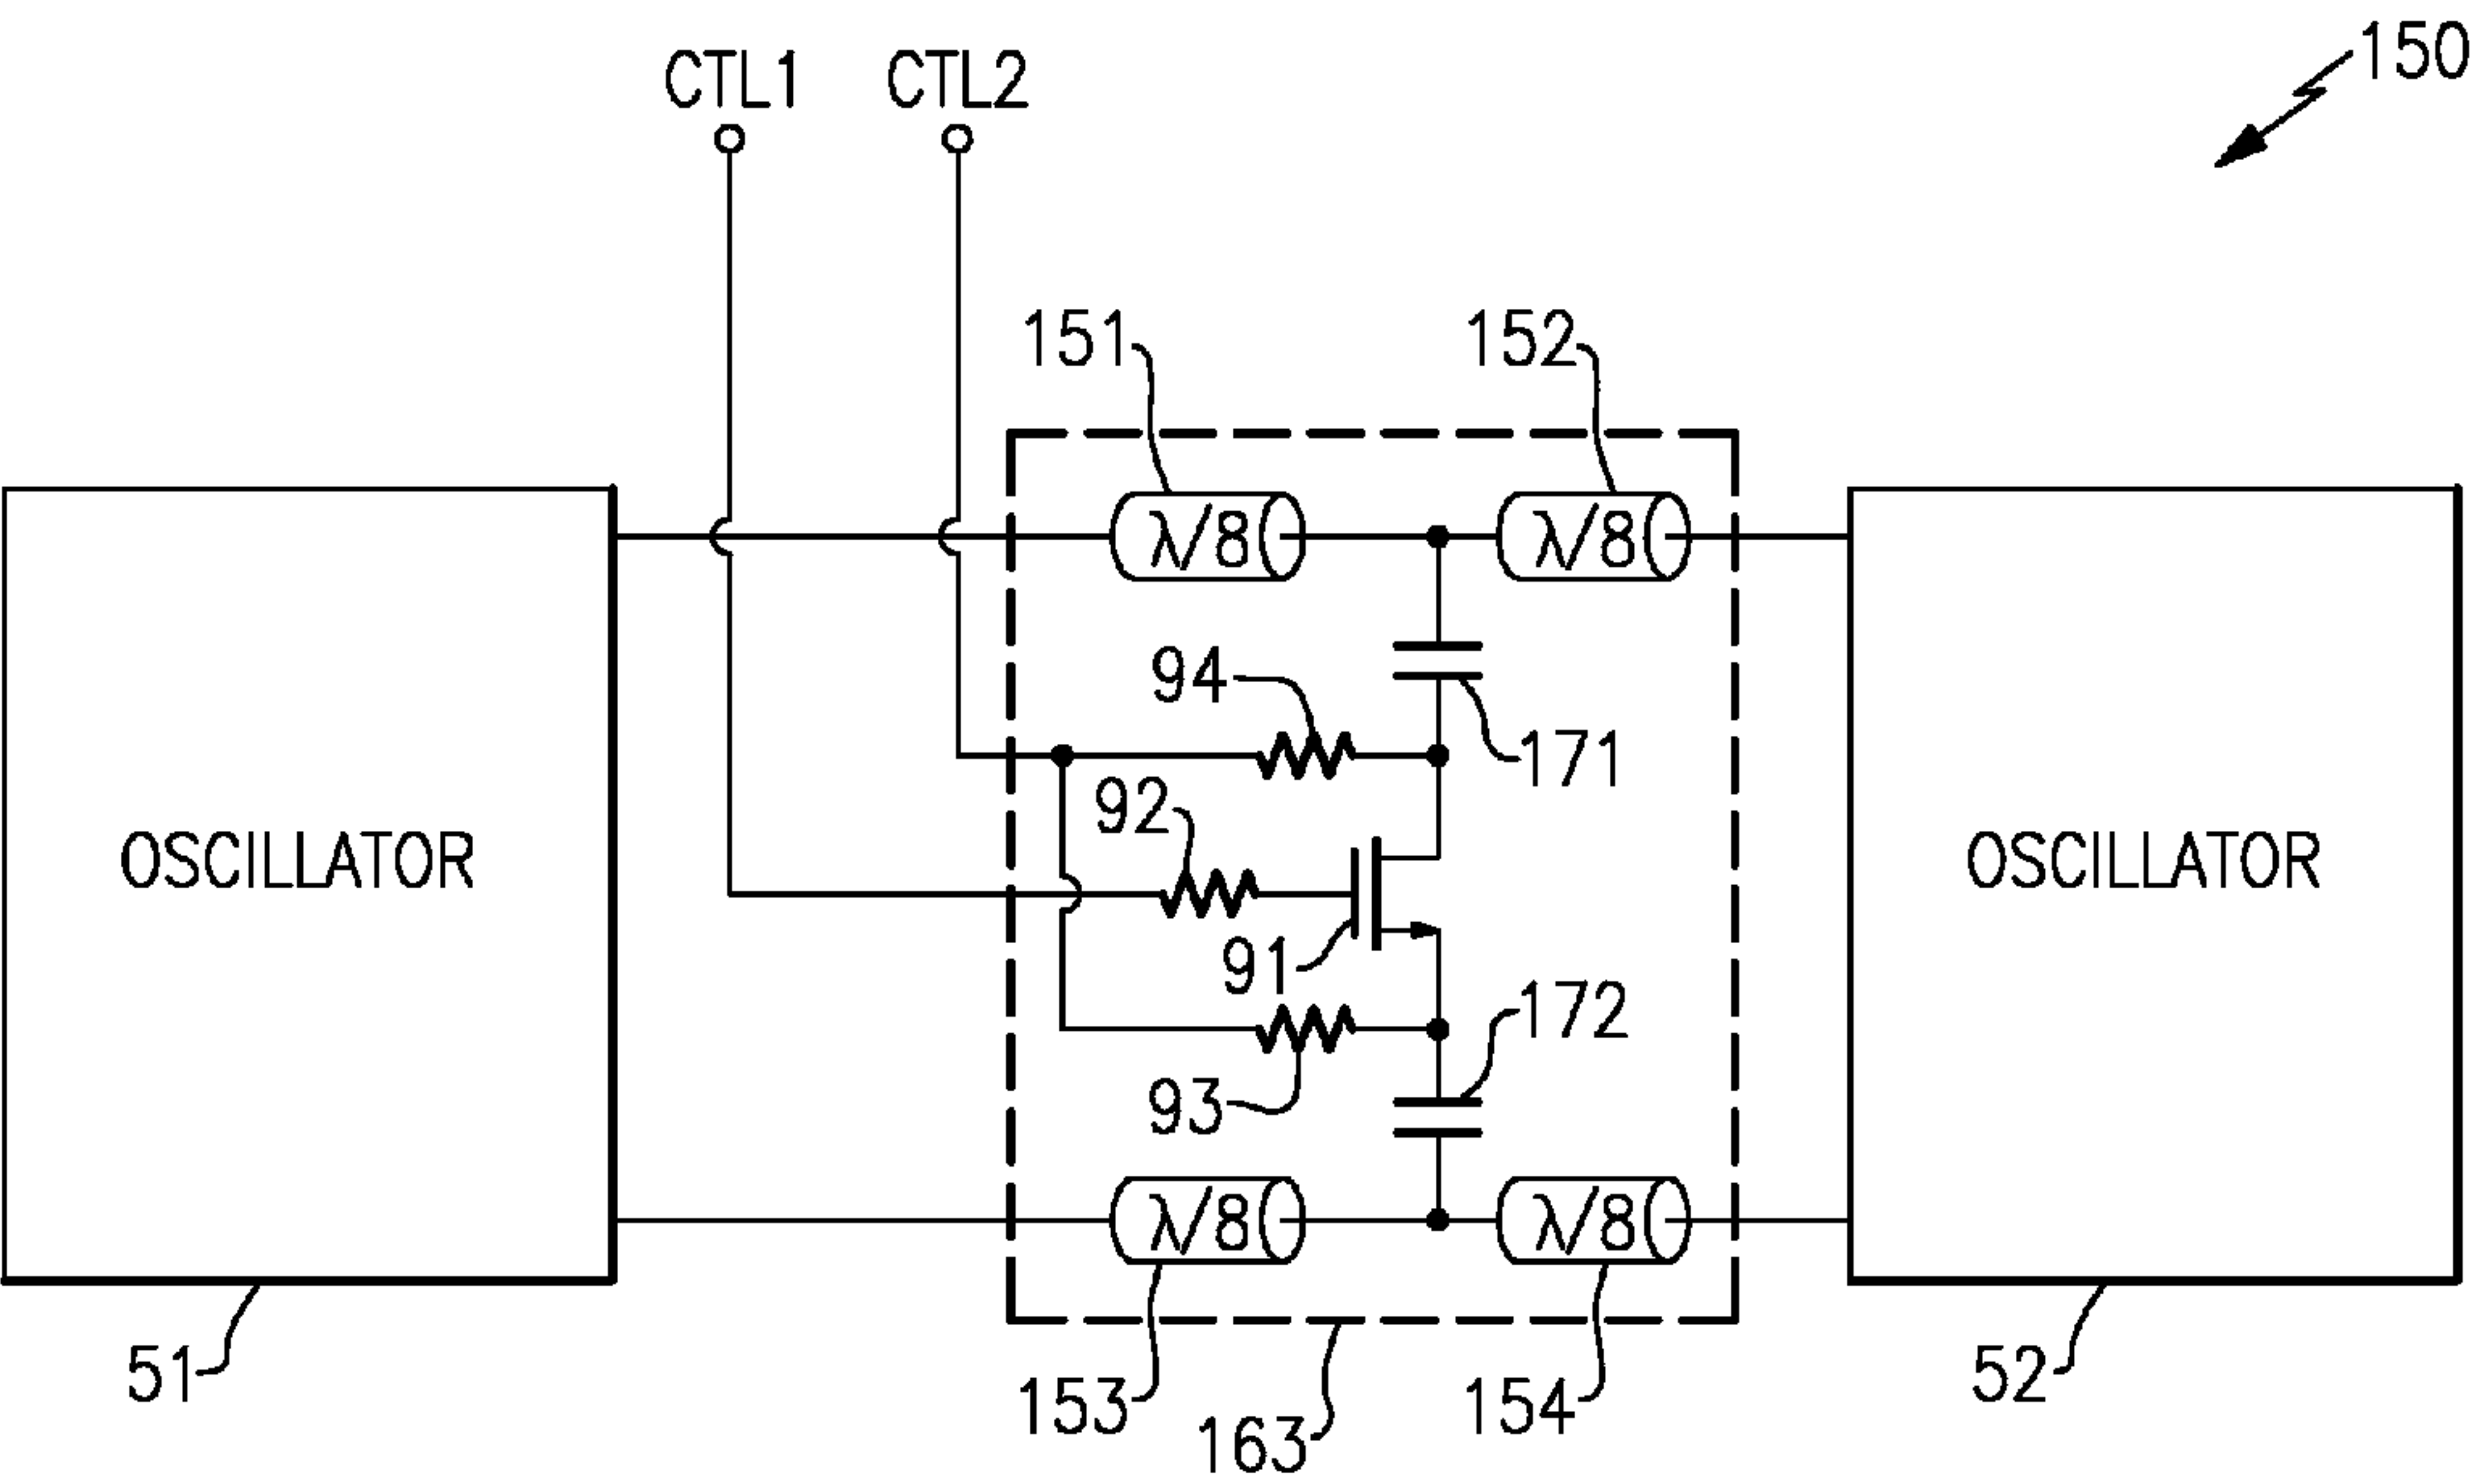 150
CTL1 CTL2
151 152
λ/8 λ/8
94
171
92
OSCILLATOR OSCILLATOR
91
172
93
λ/8 λ/8
51 153 163 154 52